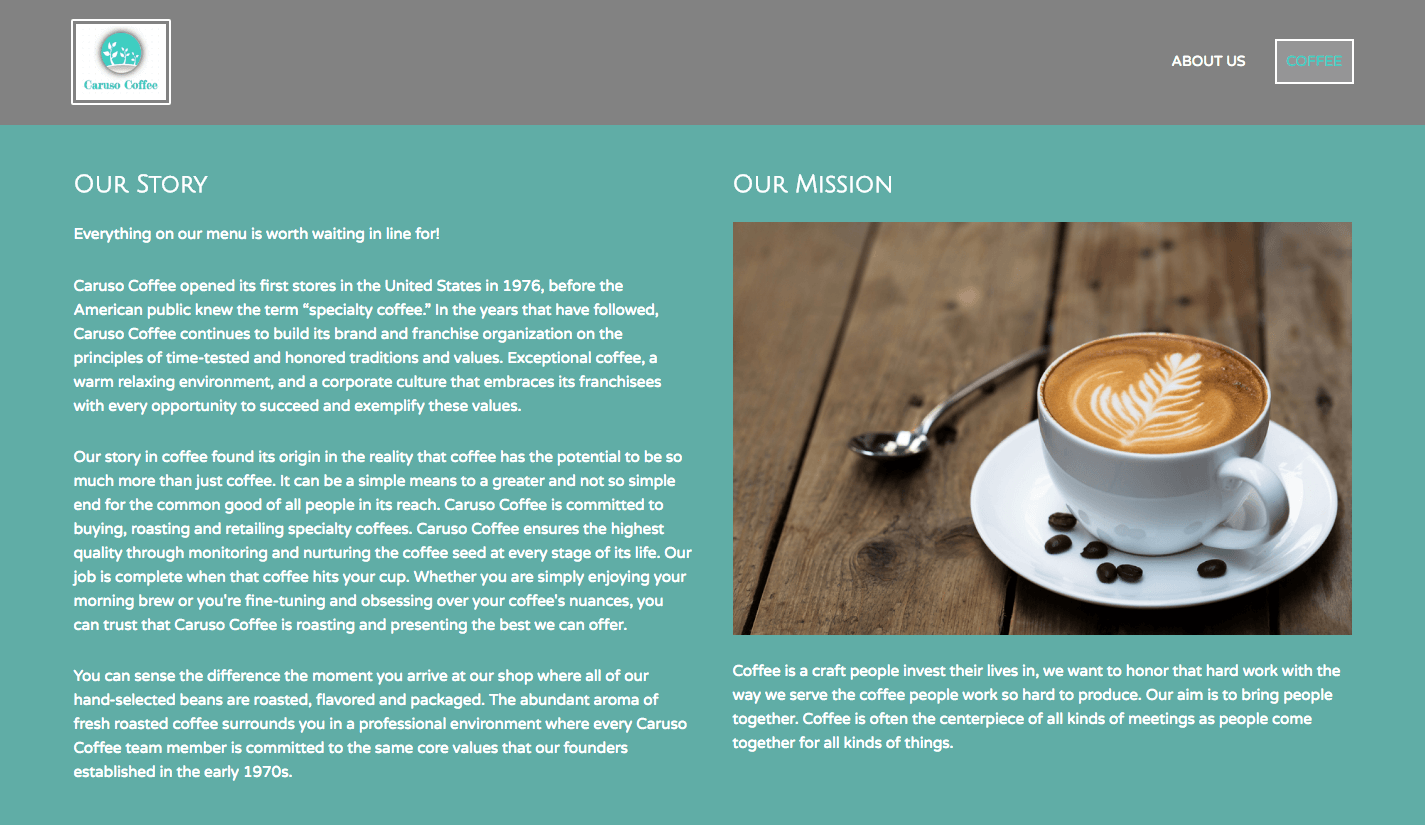 Caruso Coffee
ABOUT US
COFFEE
Our Story
Everything on our menu is worth waiting in line for!
Caruso Coffee opened its first stores in the United States in 1976, before the
American public knew the term “specialty coffee.” In the years that have followed,
Caruso Coffee continues to build its brand and franchise organization on the
principles of time-tested and honored traditions and values. Exceptional coffee, a
warm relaxing environment, and a corporate culture that embraces its franchisees
with every opportunity to succeed and exemplify these values.
Our story in coffee found its origin in the reality that coffee has the potential to be so
much more than just coffee. It can be a simple means to a greater and not so simple
end for the common good of all people in its reach. Caruso Coffee is committed to
buying, roasting and retailing specialty coffees. Caruso Coffee ensures the highest
quality through monitoring and nurturing the coffee seed at every stage of its life. Our
job is complete when that coffee hits your cup. Whether you are simply enjoying your
morning brew or you're fine-tuning and obsessing over your coffee's nuances, you
can trust that Caruso Coffee is roasting and presenting the best we can offer.
You can sense the difference the moment you arrive at our shop where all of our
hand-selected beans are roasted, flavored and packaged. The abundant aroma of
fresh roasted coffee surrounds you in a professional environment where every Caruso
Coffee team member is committed to the same core values that our founders
established in the early 1970s.
Our Mission
Coffee is a craft people invest their lives in, we want to honor that hard work with the
way we serve the coffee people work so hard to produce. Our aim is to bring people
together. Coffee is often the centerpiece of all kinds of meetings as people come
together for all kinds of things.